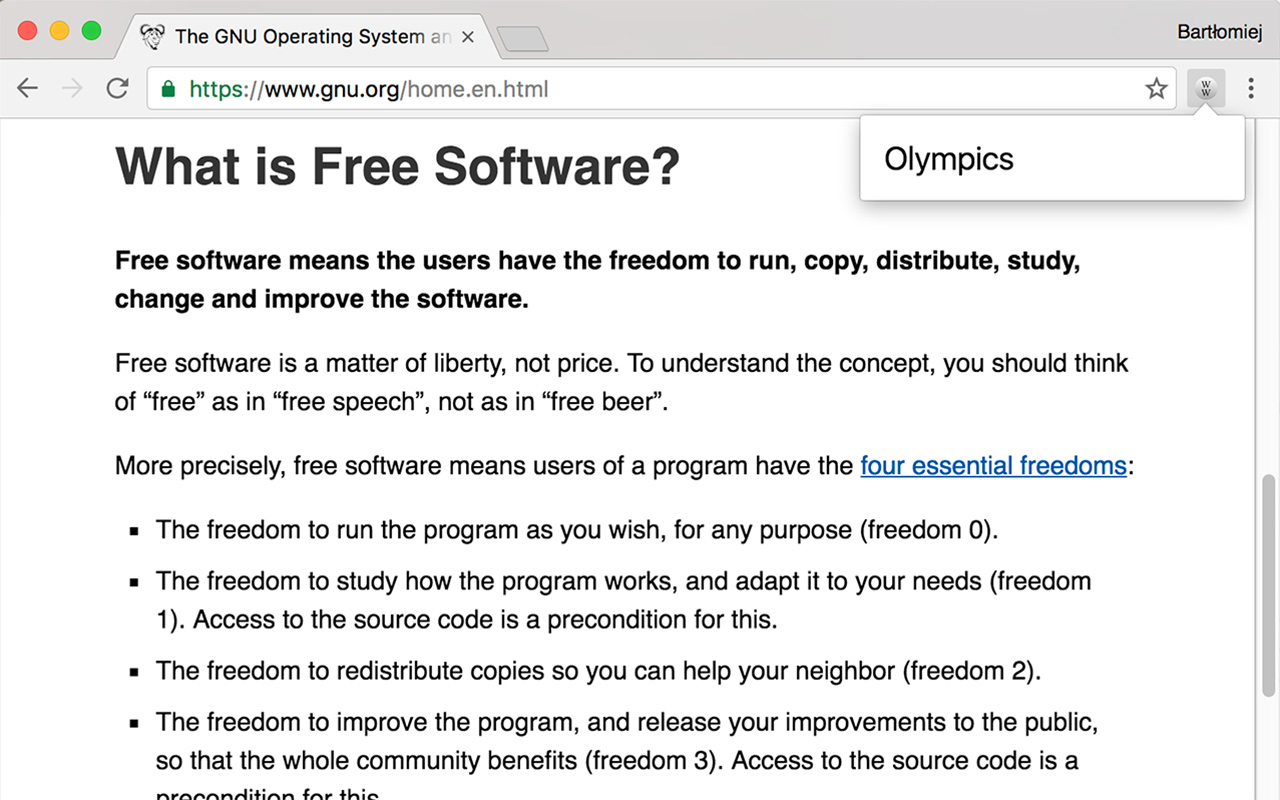 The GNU Operating System an
Bartłomiej
https://www.gnu.org/home.en.html
W
W
Olympics
What is Free Software?
Free software means the users have the freedom to run, copy, distribute, study,
change and improve the software.
Free software is a matter of liberty, not price. To understand the concept, you should think
of “free” as in “free speech”, not as in “free beer”.
More precisely, free software means users of a program have the four essential freedoms:
▪ The freedom to run the program as you wish, for any purpose (freedom 0).
▪ The freedom to study how the program works, and adapt it to your needs (freedom
1). Access to the source code is a precondition for this.
▪ The freedom to redistribute copies so you can help your neighbor (freedom 2).
▪ The freedom to improve the program, and release your improvements to the public,
so that the whole community benefits (freedom 3). Access to the source code is a
precondition for this.